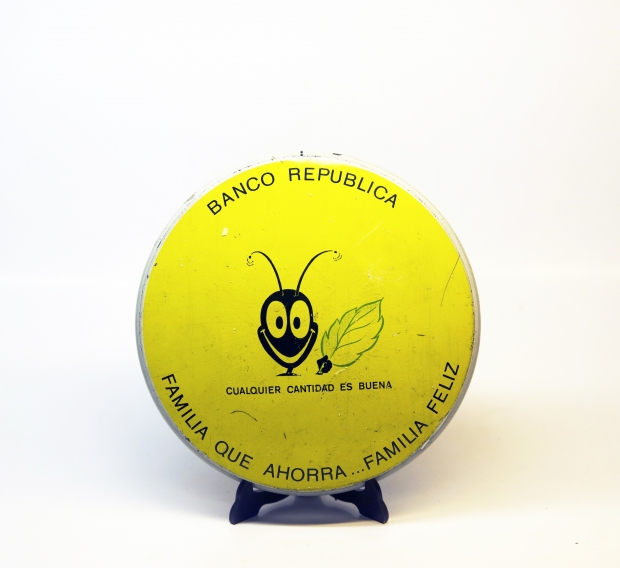 BANCO REPUBLICA
CUALQUIER CANTIDAD ES BUENA
FAMILIA QUE AHORRA...FAMILIA FELIZ